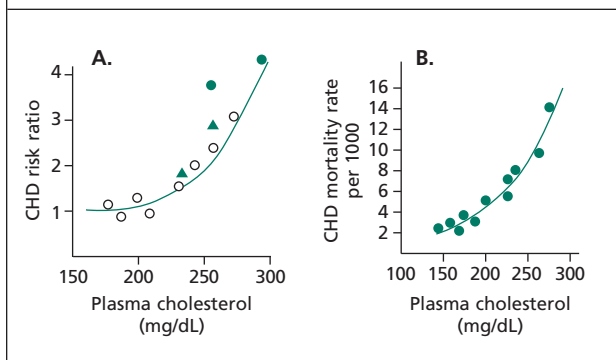 A.
CHD risk ratio
4
3
2
1
150 200 250 300
Plasma cholesterol
(mg/dL)
B.
CHD mortality rate
per 1000
16
14
12
10
8
6
4
2
100 150 200 250 300
Plasma cholesterol
(mg/dL)